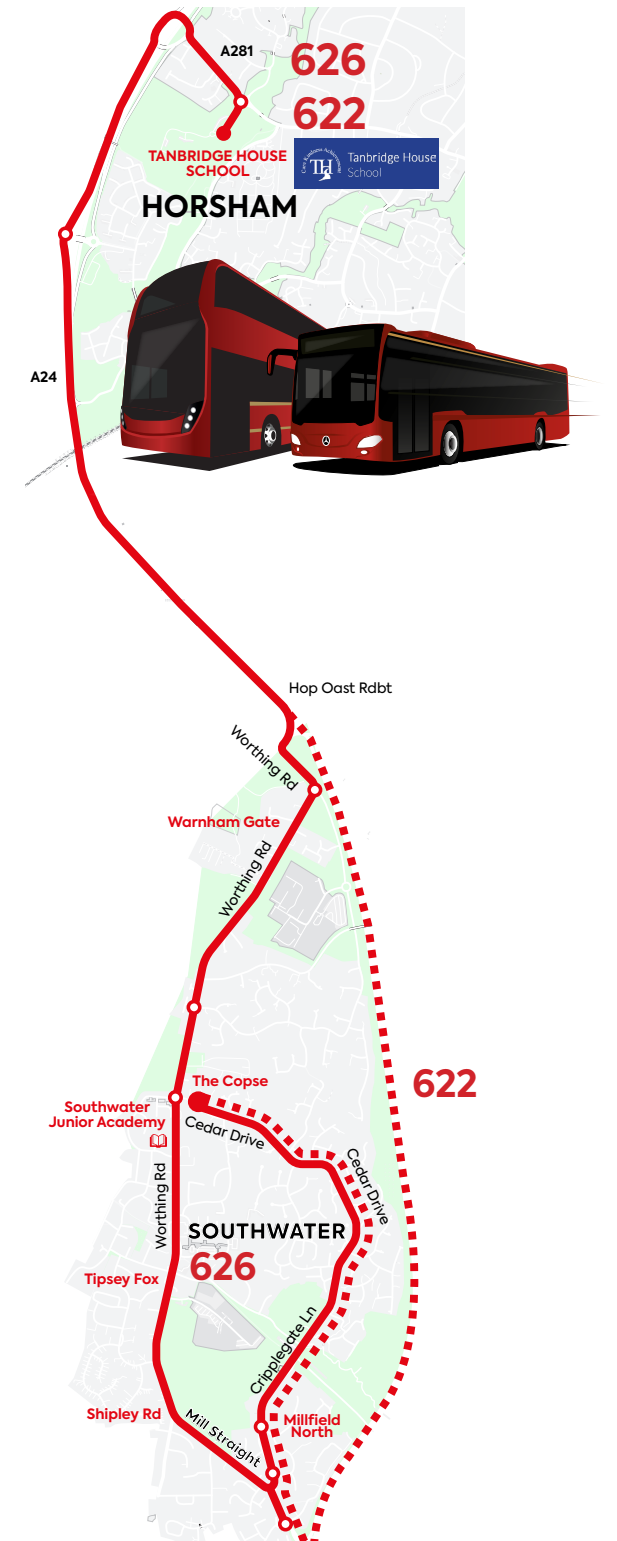 A281
626
622
TANBRIDGE HOUSE
SCHOOL
TH
Tanbridge House
School
HORSHAM
A24
Hop Oast Rdbt
Worthing Rd
Warnham Gate
Worthing Rd
The Copse
622
Southwater
Junior Academy
Cedar Drive
Cedar Drive
Worthing Rd
SOUTHWATER
626
Tipsey Fox
Cripplegate Ln
Shipley Rd
Mill Straight
Millfield
North